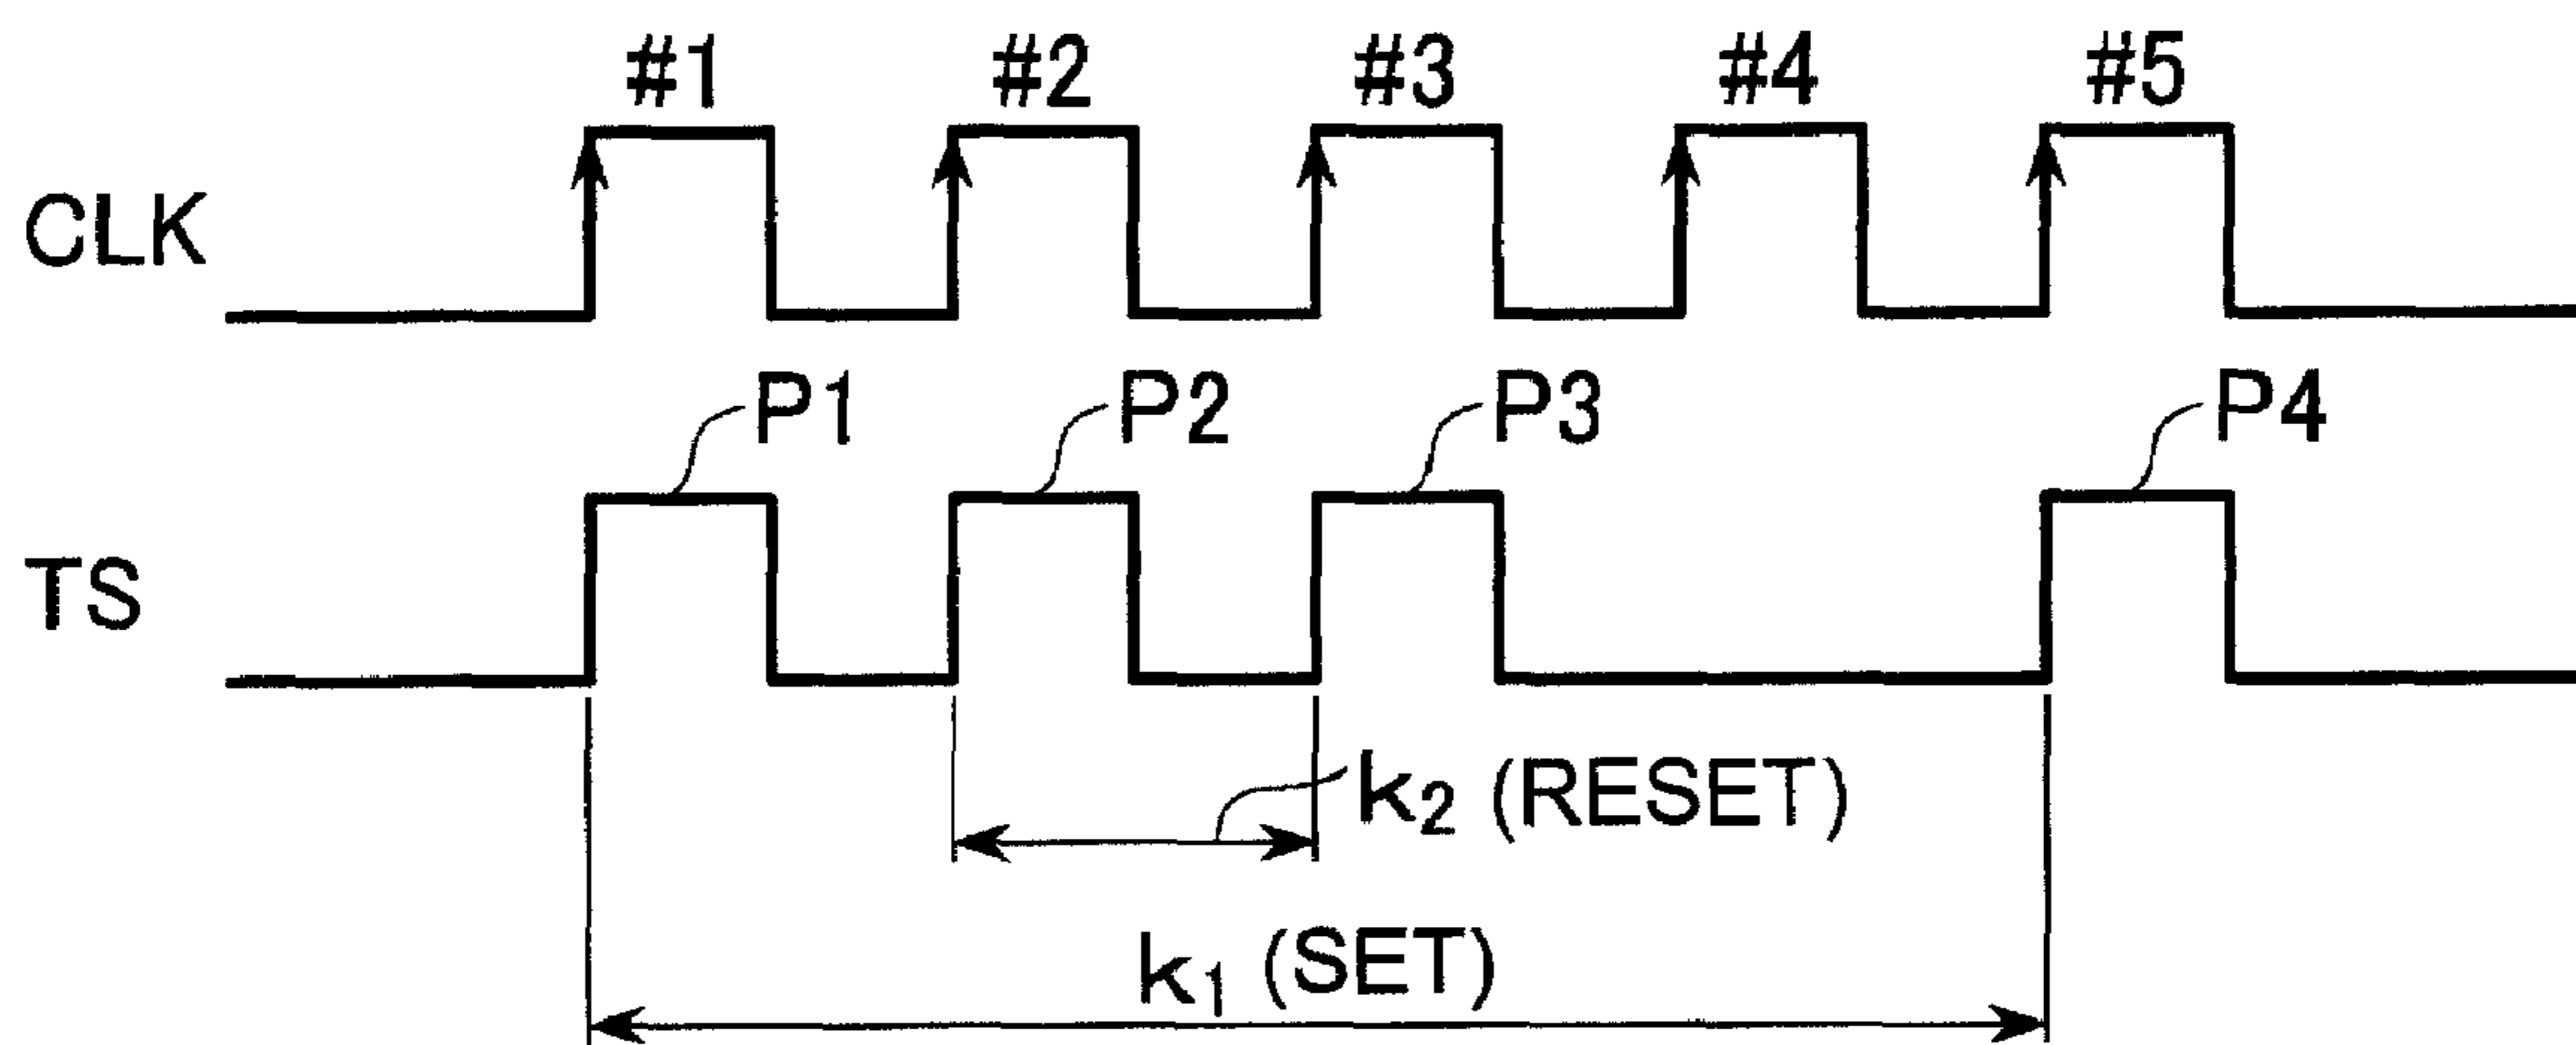 #1 #2 #3 #4 #5
CLK
P1 P2 P3 P4
TS
k₂ (RESET)
k₁ (SET)